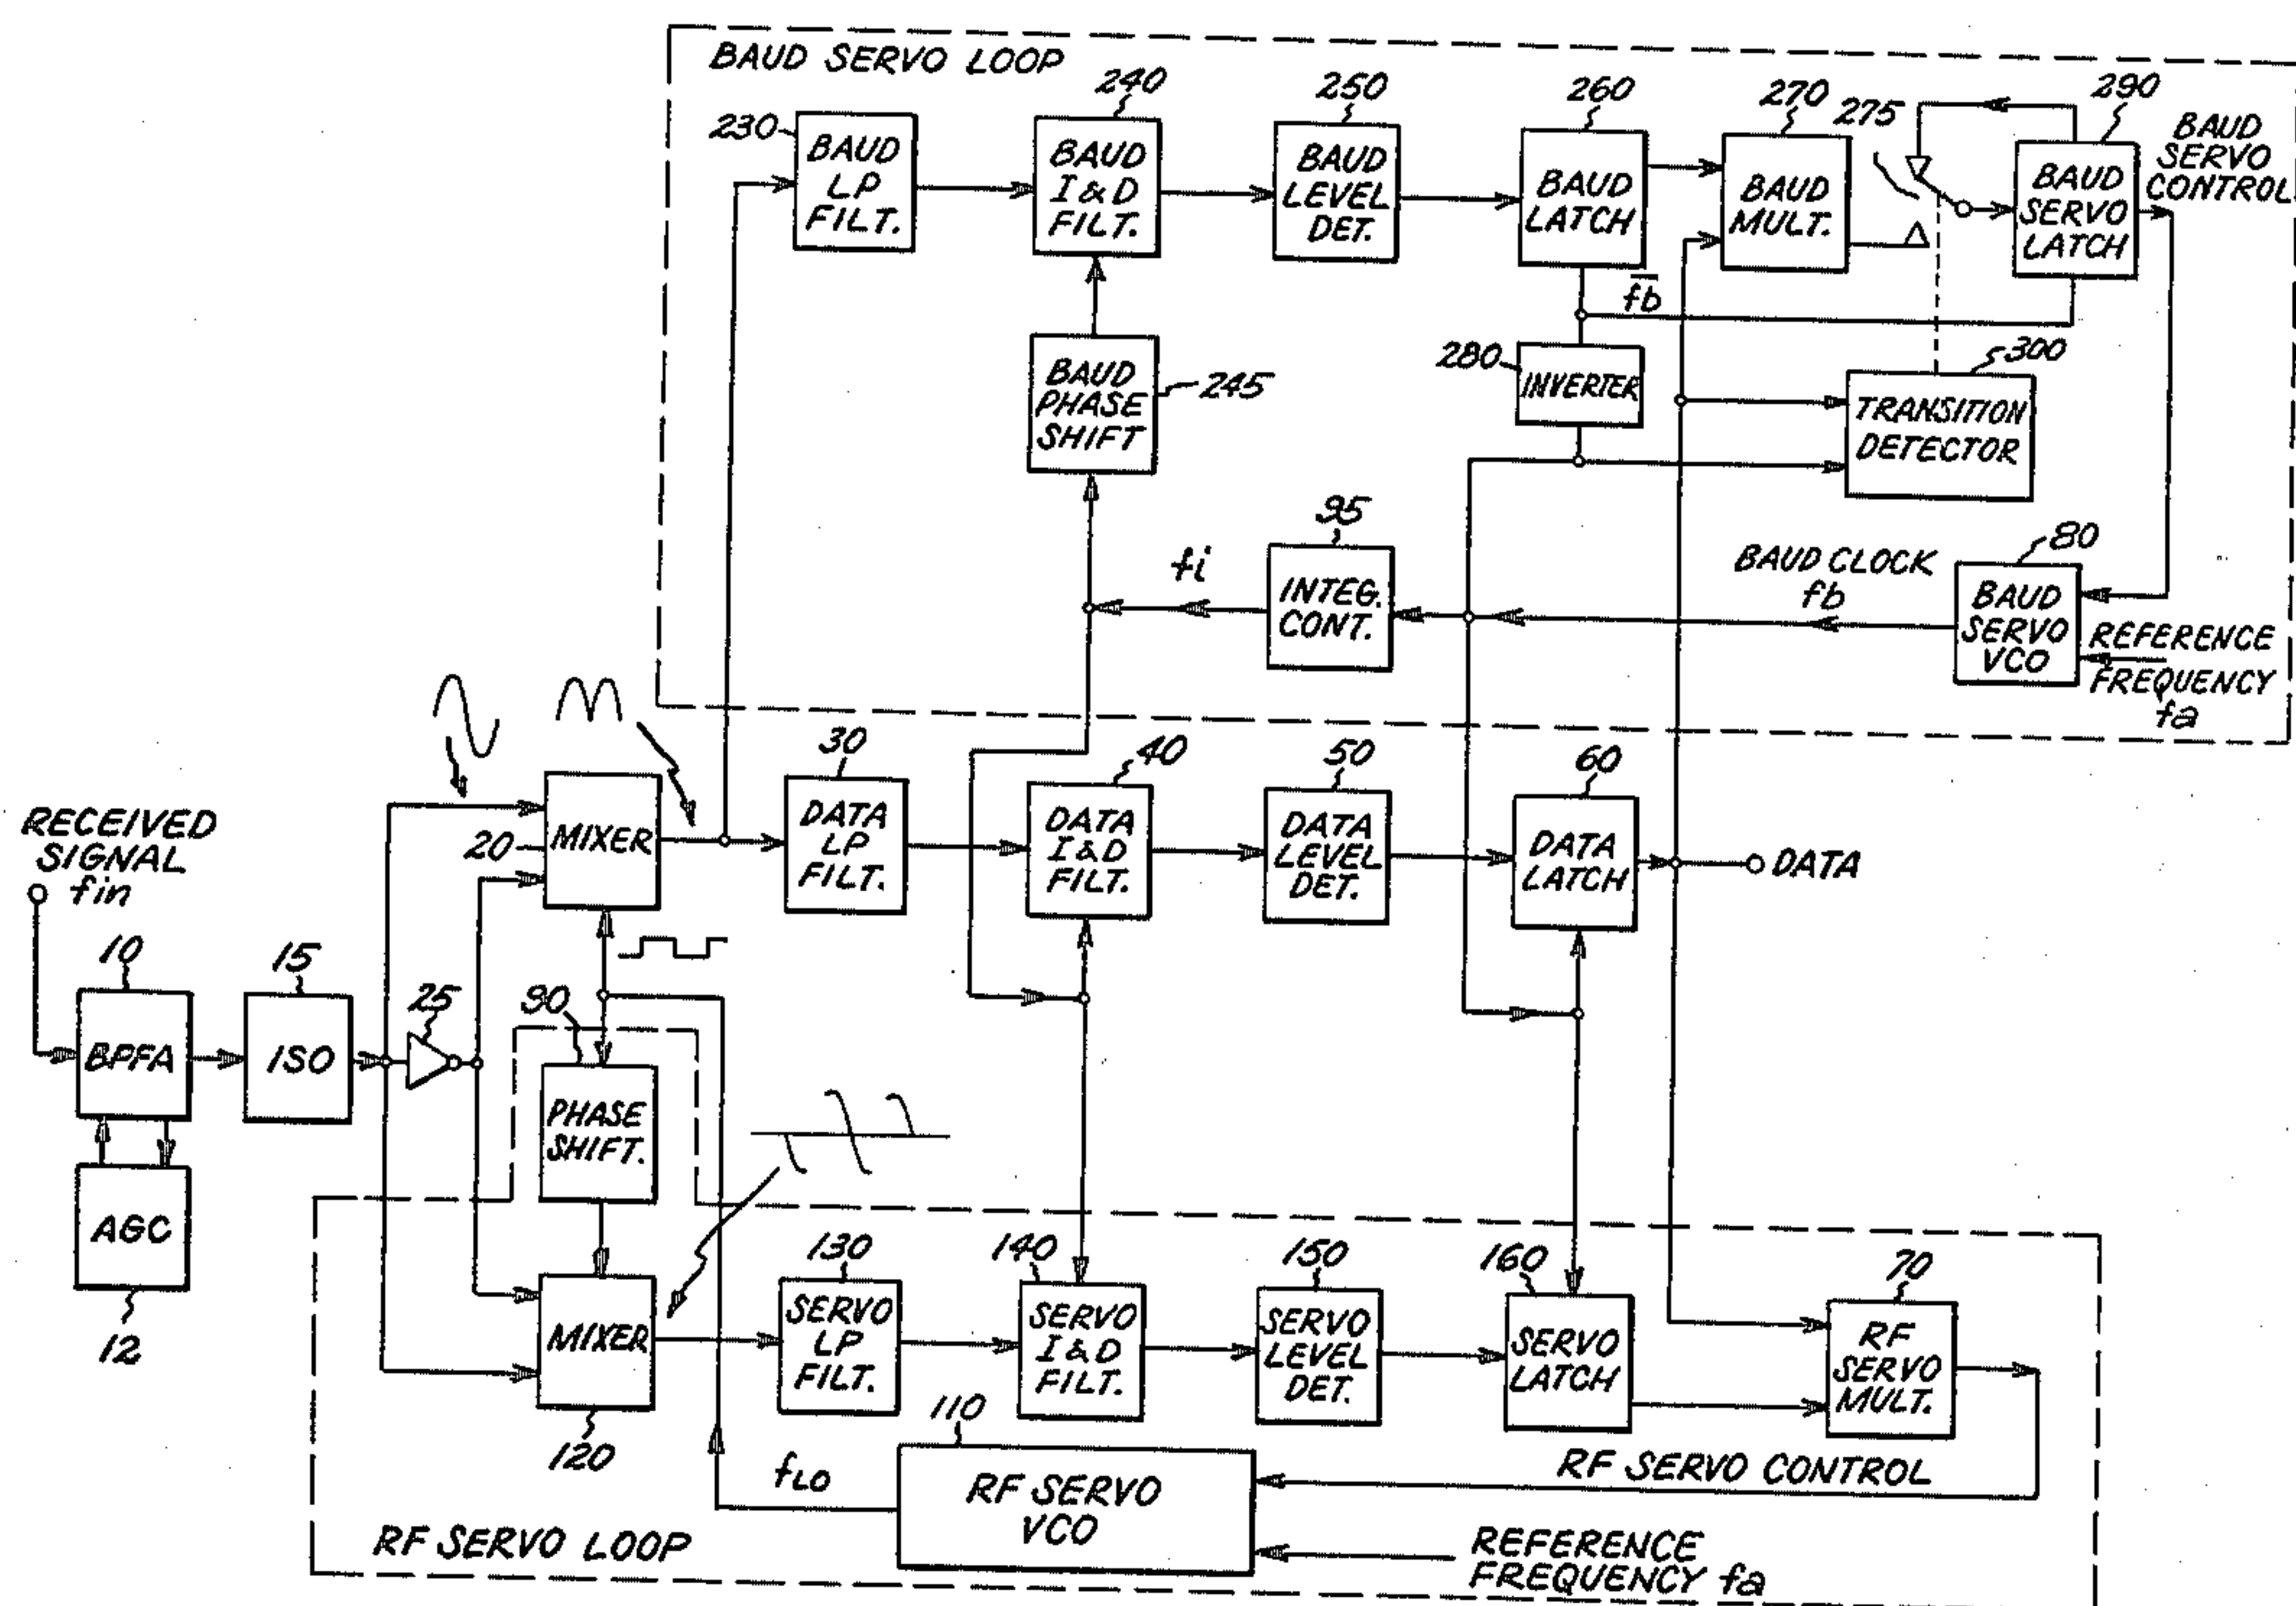 BAUD SERVO LOOP
240
250
260
270
275
290
230
BAUD
LP
FILT.
BAUD
I&D
FILT.
BAUD
LEVEL
DET.
BAUD
LATCH
BAUD
MULT.
BAUD
SERVO
LATCH
BAUD
SERVO
CONTROL
fb
BAUD
PHASE
SHIFT
245
280
INVERTER
300
TRANSITION
DETECTOR
95
fi
INTEG.
CONT.
BAUD CLOCK
fb
80
BAUD
SERVO
VCO
REFERENCE
FREQUENCY
fa
30
40
50
60
RECEIVED
SIGNAL
fin
20
MIXER
DATA
LP
FILT.
DATA
I&D
FILT.
DATA
LEVEL
DET.
DATA
LATCH
DATA
10
15
25
90
BPFA
ISO
PHASE
SHIFT.
AGC
12
130
140
150
160
70
MIXER
120
SERVO
LP
FILT.
SERVO
I&D
FILT.
SERVO
LEVEL
DET.
SERVO
LATCH
RF
SERVO
MULT.
110
fLO
RF SERVO
VCO
RF SERVO CONTROL
RF SERVO LOOP
REFERENCE
FREQUENCY fa